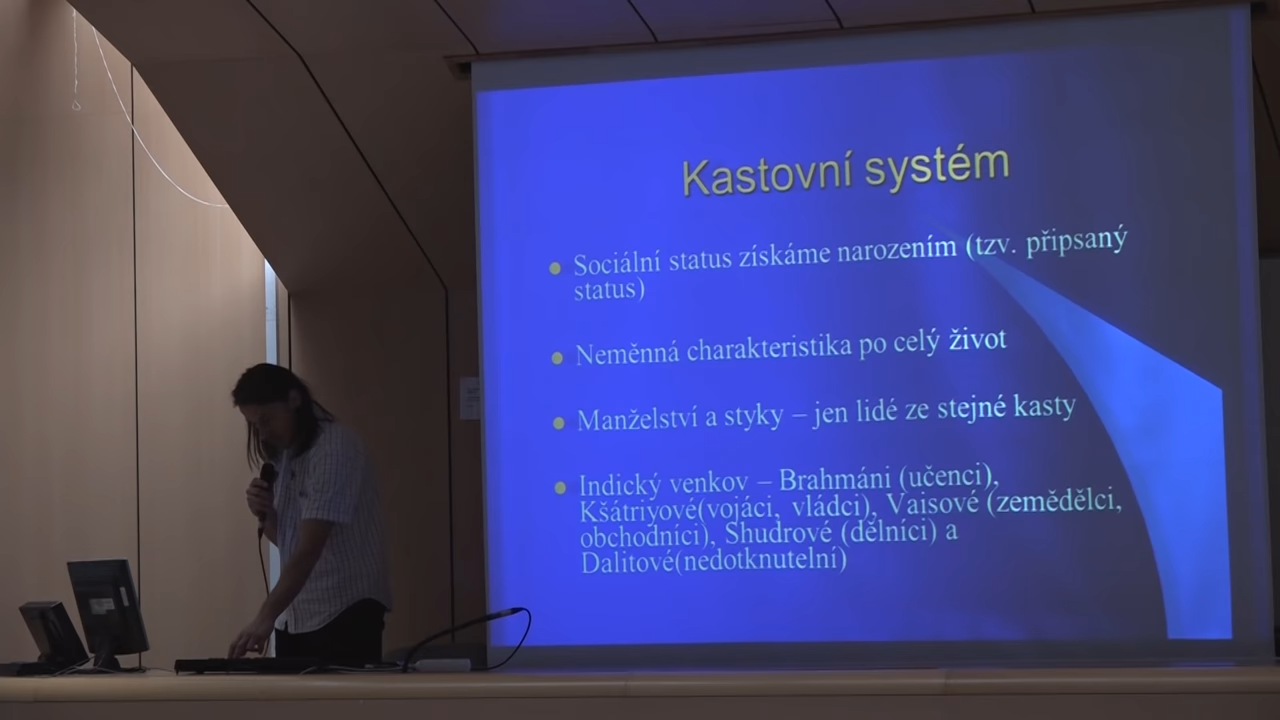 Kastovní systém
Sociální status získáme narozením (tzv. připsaný
status)
Neměnná charakteristika po celý život
Manželství a styky – jen lidé ze stejné kasty
Indický venkov – Brahmáni (učenci),
Kšátriyové(vojáci, vládci), Vaisové (zemědělci,
obchodníci), Shudrové (dělníci) a
Dalitové(nedotknutelní)